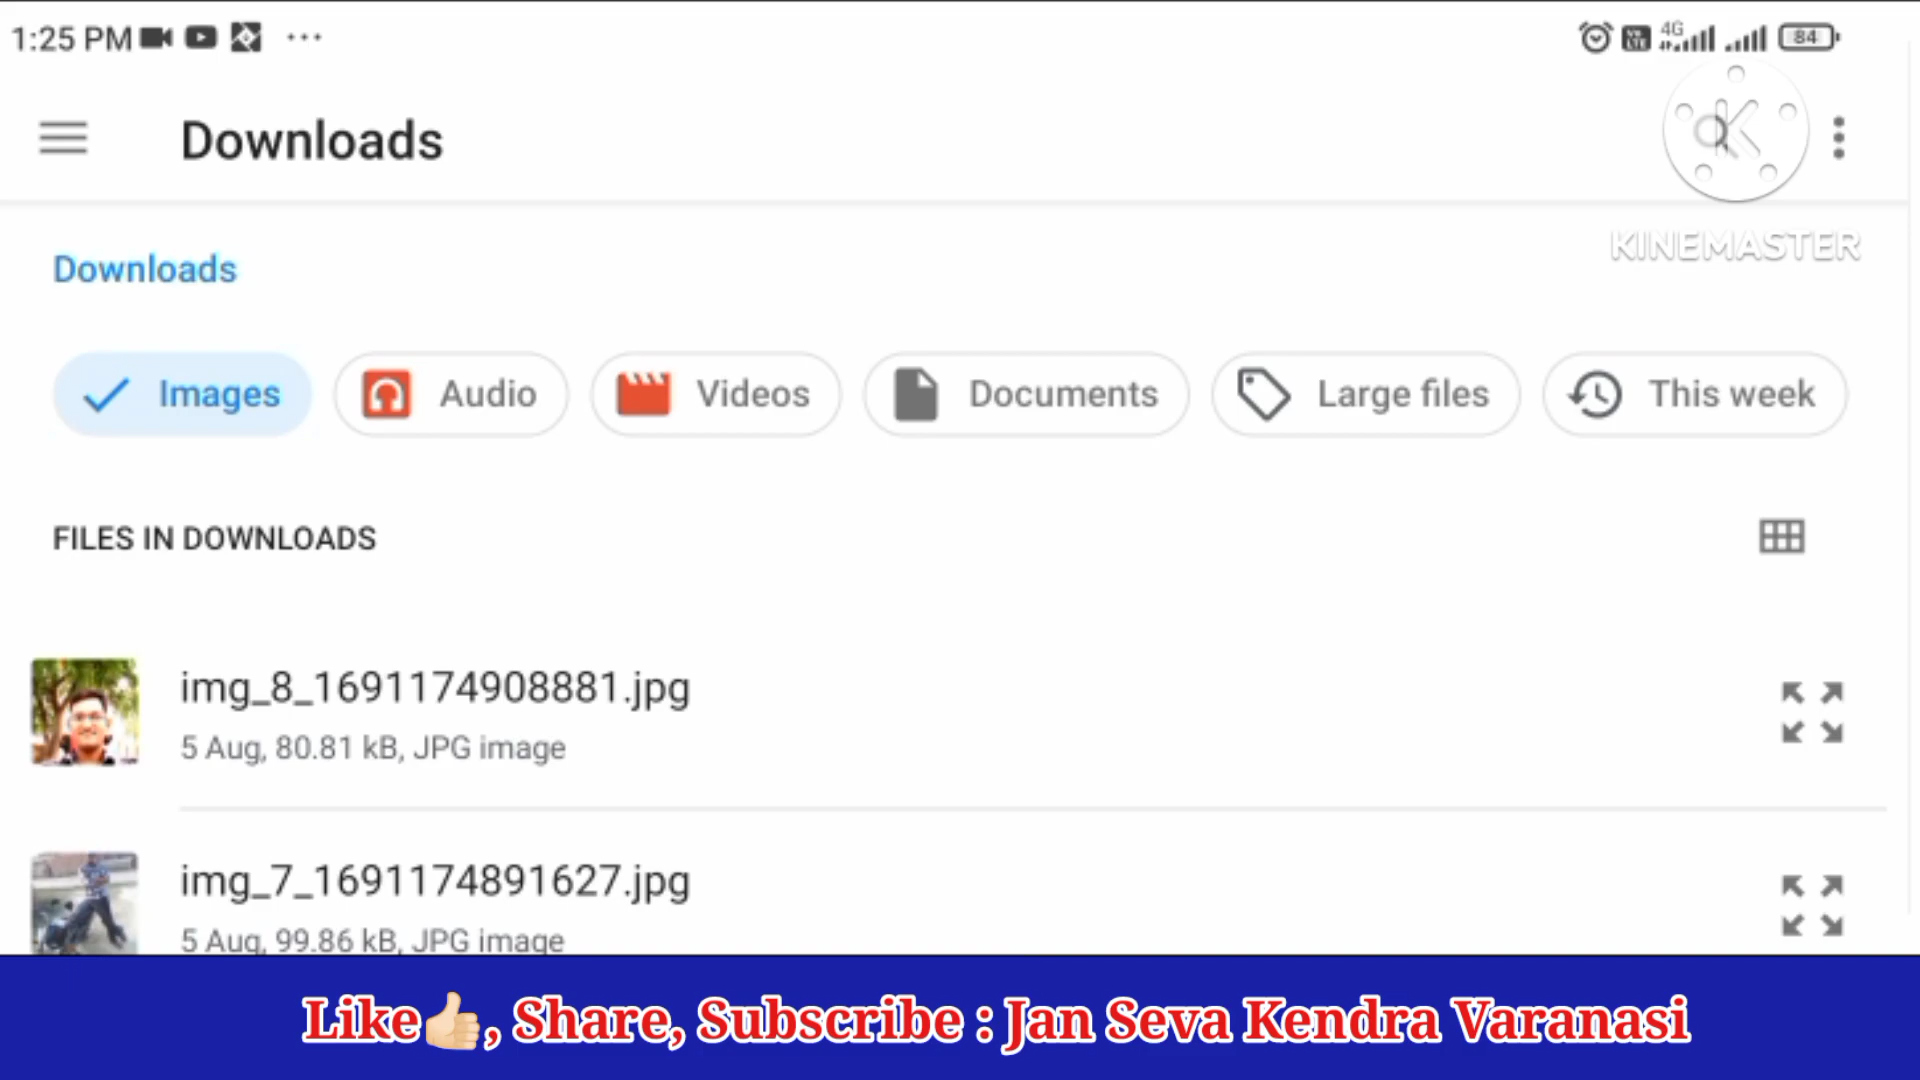 1:25 PM
4G
84
Downloads
KINEMASTER
Downloads
Images
Audio
Videos
Documents
Large files
This week
FILES IN DOWNLOADS
img_8_1691174908881.jpg
5 Aug, 80.81 kB, JPG image
img_7_1691174891627.jpg
5 Aug, 99.86 kB, JPG image
Like👍🏻, Share, Subscribe : Jan Seva Kendra Varanasi